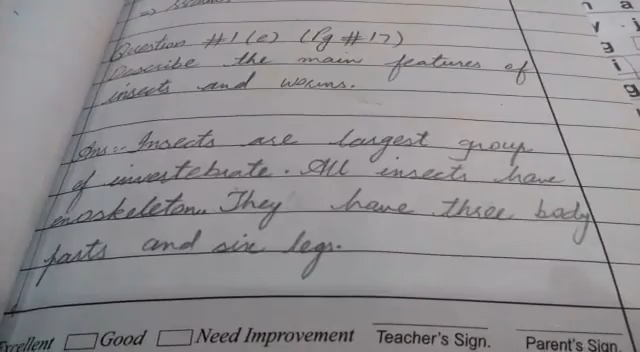 Question #1 (c) (Pg #17)
Describe the main features of
insects and worms.
Ans:- Insects are largest group
of invertebrate. All insects have
exoskeleton. They have three body
parts and six legs.
Excellent Good Need Improvement Teacher's Sign. Parent's Sign.